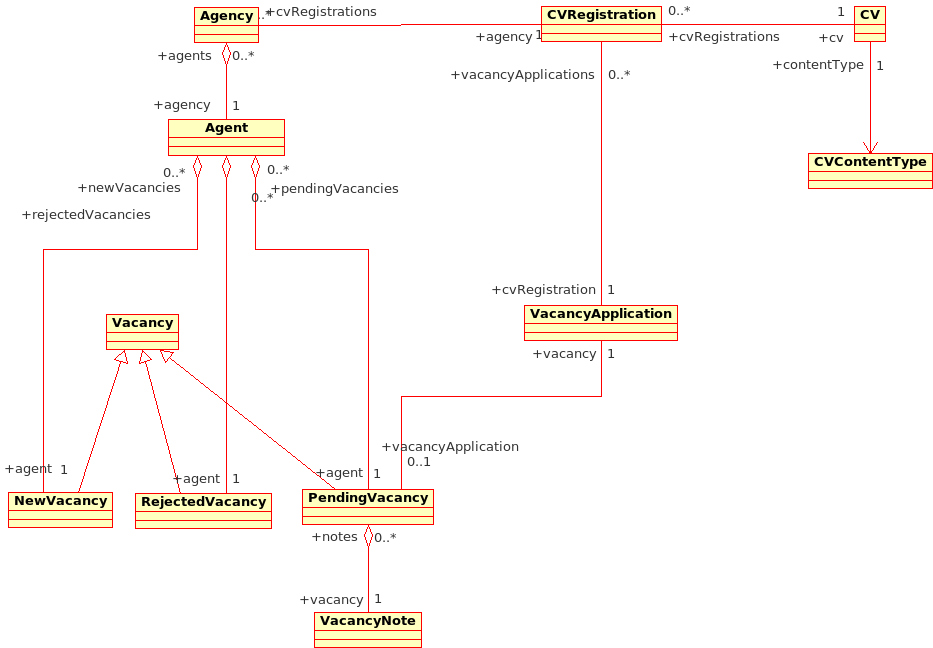 Agency
..*
+cvRegistrations
CVRegistration
0..*
1
CV
+agency
1
+cvRegistrations
+cv
+agents
0..*
+contentType
1
+vacancyApplications
0..*
+agency
1
Agent
CVContentType
0..*
0..*
+newVacancies
+pendingVacancies
0..*
+rejectedVacancies
+cvRegistration
1
Vacancy
VacancyApplication
+vacancy
1
+vacancyApplication
0..1
+agent
1
+agent
1
+agent
1
NewVacancy
RejectedVacancy
PendingVacancy
+notes
0..*
+vacancy
1
VacancyNote